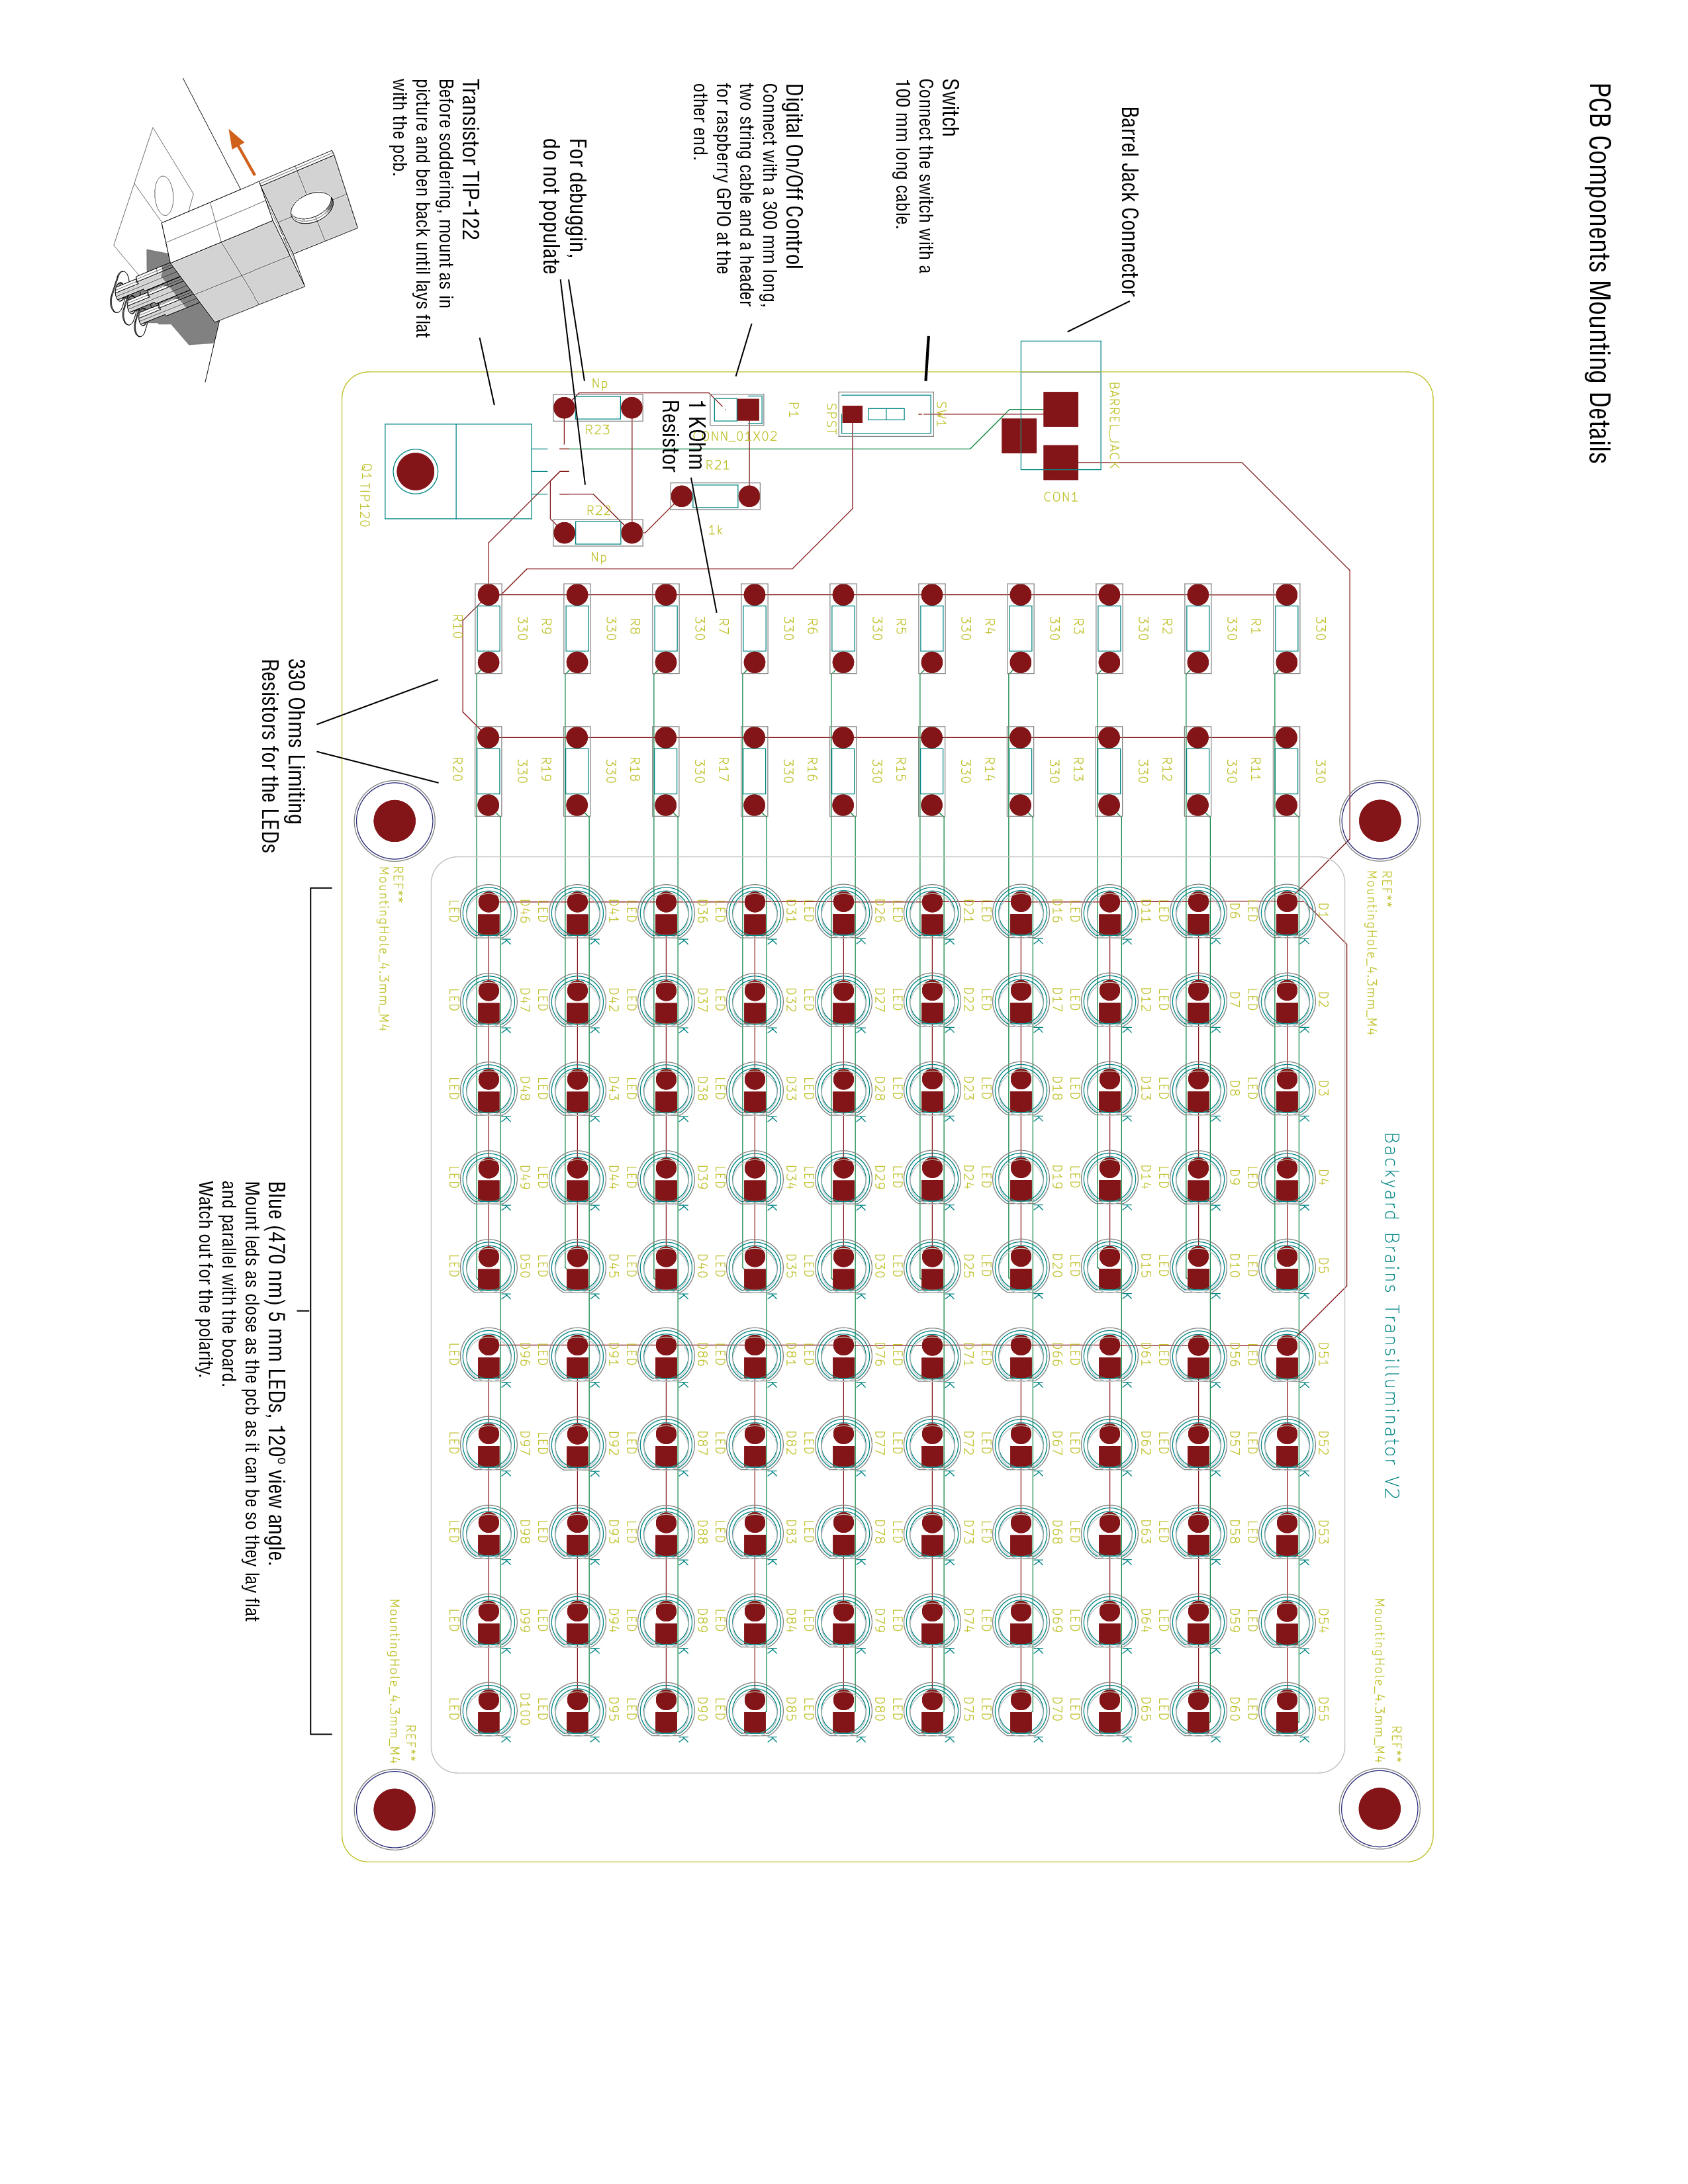 PCB Components Mounting Details
Barrel Jack Connector
Switch
Connect the switch with a
100 mm long cable.
Digital On/Off Control
Connect with a 300 mm long,
two string cable and a header
for raspberry GPIO at the
other end.
For debuggin,
do not populate
Transistor TIP-122
Before soddering, mount as in
picture and ben back until lays flat
with the pcb.
1 KOhm
Resistor
330 Ohms Limiting
Resistors for the LEDs
Blue (470 nm) 5 mm LEDs, 120º view angle.
Mount leds as close as the pcb as it can be so they lay flat
and parallel with the board.
Watch out for the polarity.
Backyard Brains Transilluminator V2
REF**
MountingHole_4.3mm_M4
REF**
MountingHole_4.3mm_M4
REF**
MountingHole_4.3mm_M4
REF**
MountingHole_4.3mm_M4
BARREL_JACK
CON1
SW1
SPST
P1
CONN_01X02
R21
1k
Np
R23
R22
Np
Q1 TIP120
330 330 D1 D2 D3 D4 D5 D51 D52 D53 D54 D55
K K K K K K K K K K
R1 R11 LED LED LED LED LED LED LED LED LED LED
330 330 D6 D7 D8 D9 D10 D56 D57 D58 D59 D60
K K K K K K K K K K
R2 R12 LED LED LED LED LED LED LED LED LED LED
330 330 D11 D12 D13 D14 D15 D61 D62 D63 D64 D65
K K K K K K K K K K
R3 R13 LED LED LED LED LED LED LED LED LED LED
330 330 D16 D17 D18 D19 D20 D66 D67 D68 D69 D70
K K K K K K K K K K
R4 R14 LED LED LED LED LED LED LED LED LED LED
330 330 D21 D22 D23 D24 D25 D71 D72 D73 D74 D75
K K K K K K K K K K
R5 R15 LED LED LED LED LED LED LED LED LED LED
330 330 D26 D27 D28 D29 D30 D76 D77 D78 D79 D80
K K K K K K K K K K
R6 R16 LED LED LED LED LED LED LED LED LED LED
330 330 D31 D32 D33 D34 D35 D81 D82 D83 D84 D85
K K K K K K K K K K
R7 R17 LED LED LED LED LED LED LED LED LED LED
330 330 D36 D37 D38 D39 D40 D86 D87 D88 D89 D90
K K K K K K K K K K
R8 R18 LED LED LED LED LED LED LED LED LED LED
330 330 D41 D42 D43 D44 D45 D91 D92 D93 D94 D95
K K K K K K K K K K
R9 R19 LED LED LED LED LED LED LED LED LED LED
330 330 D46 D47 D48 D49 D50 D96 D97 D98 D99 D100
K K K K K K K K K K
R10 R20 LED LED LED LED LED LED LED LED LED LED